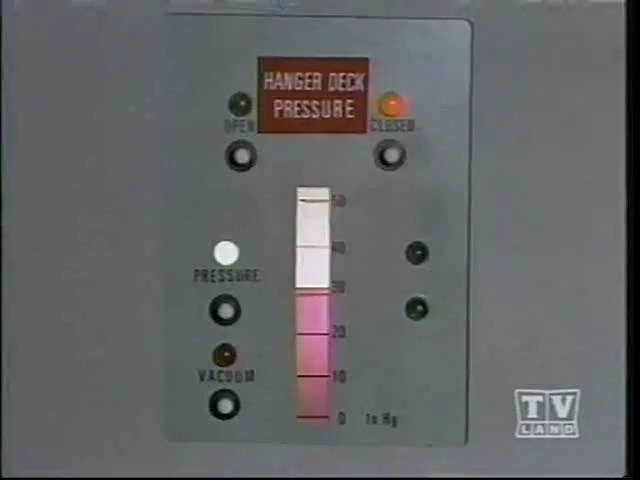 HANGER DECK
PRESSURE
OPEN
CLOSED
50
40
PRESSURE
30
20
VACUUM
10
0 In.Hg
TV
LAND